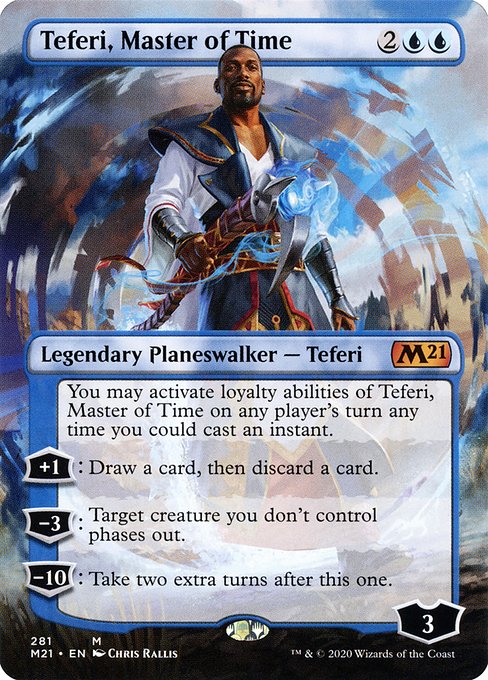 Teferi, Master of Time 2
Legendary Planeswalker — Teferi M21
You may activate loyalty abilities of Teferi,
Master of Time on any player's turn any
time you could cast an instant.
+1 : Draw a card, then discard a card.
−3 : Target creature you don't control
phases out.
−10 : Take two extra turns after this one.
3
281 M
M21 • EN Chris Rallis
™ & © 2020 Wizards of the Coast